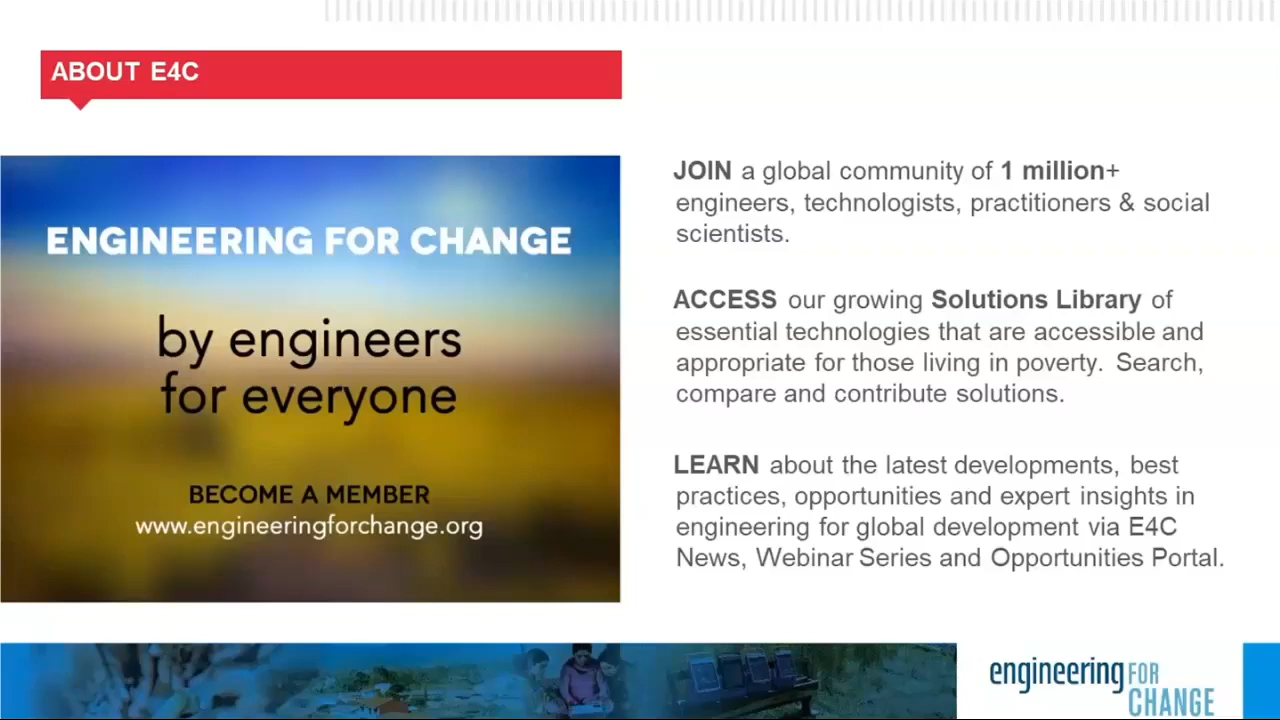 ABOUT E4C
ENGINEERING FOR CHANGE
by engineers
for everyone
BECOME A MEMBER
www.engineeringforchange.org
JOIN a global community of 1 million+
engineers, technologists, practitioners & social
scientists.
ACCESS our growing Solutions Library of
essential technologies that are accessible and
appropriate for those living in poverty. Search,
compare and contribute solutions.
LEARN about the latest developments, best
practices, opportunities and expert insights in
engineering for global development via E4C
News, Webinar Series and Opportunities Portal.
engineering FOR
CHANGE